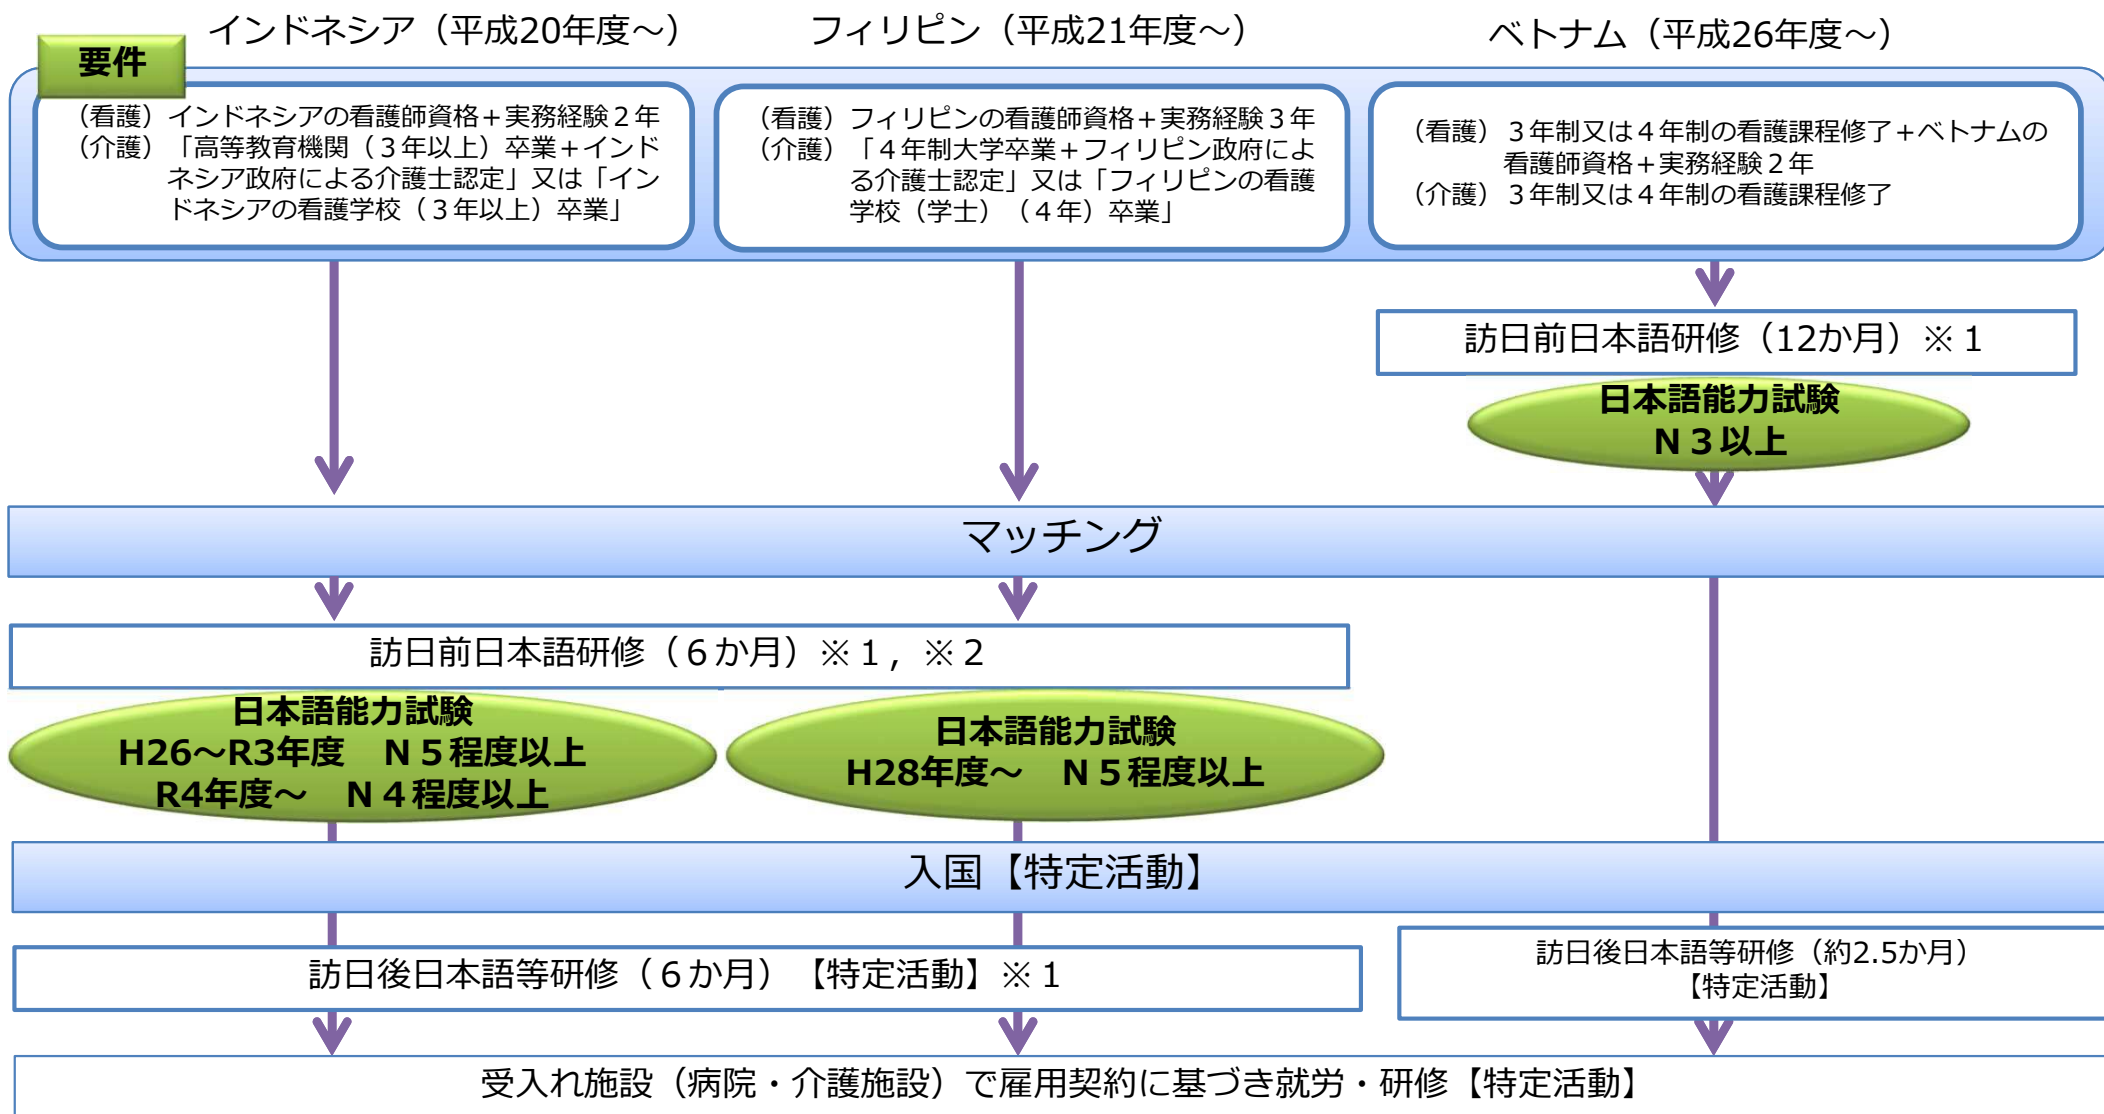 インドネシア（平成20年度～）
フィリピン（平成21年度～）
ベトナム（平成26年度～）
要件
（看護）インドネシアの看護師資格＋実務経験２年
（介護）「高等教育機関（３年以上）卒業＋インド
ネシア政府による介護士認定」又は「イン
ドネシアの看護学校（３年以上）卒業」
（看護）フィリピンの看護師資格＋実務経験３年
（介護）「４年制大学卒業＋フィリピン政府によ
る介護士認定」又は「フィリピンの看護
学校（学士）（４年）卒業」
（看護）３年制又は４年制の看護課程修了＋ベトナムの
看護師資格＋実務経験２年
（介護）３年制又は４年制の看護課程修了
訪日前日本語研修（12か月）※１
日本語能力試験
Ｎ３以上
マッチング
訪日前日本語研修（６か月）※１，※２
日本語能力試験
H26～R3年度　Ｎ５程度以上
R4年度～　Ｎ４程度以上
日本語能力試験
H28年度～　Ｎ５程度以上
入国【特定活動】
訪日後日本語等研修（６か月）【特定活動】※１
訪日後日本語等研修（約2.5か月）
【特定活動】
受入れ施設（病院・介護施設）で雇用契約に基づき就労・研修【特定活動】